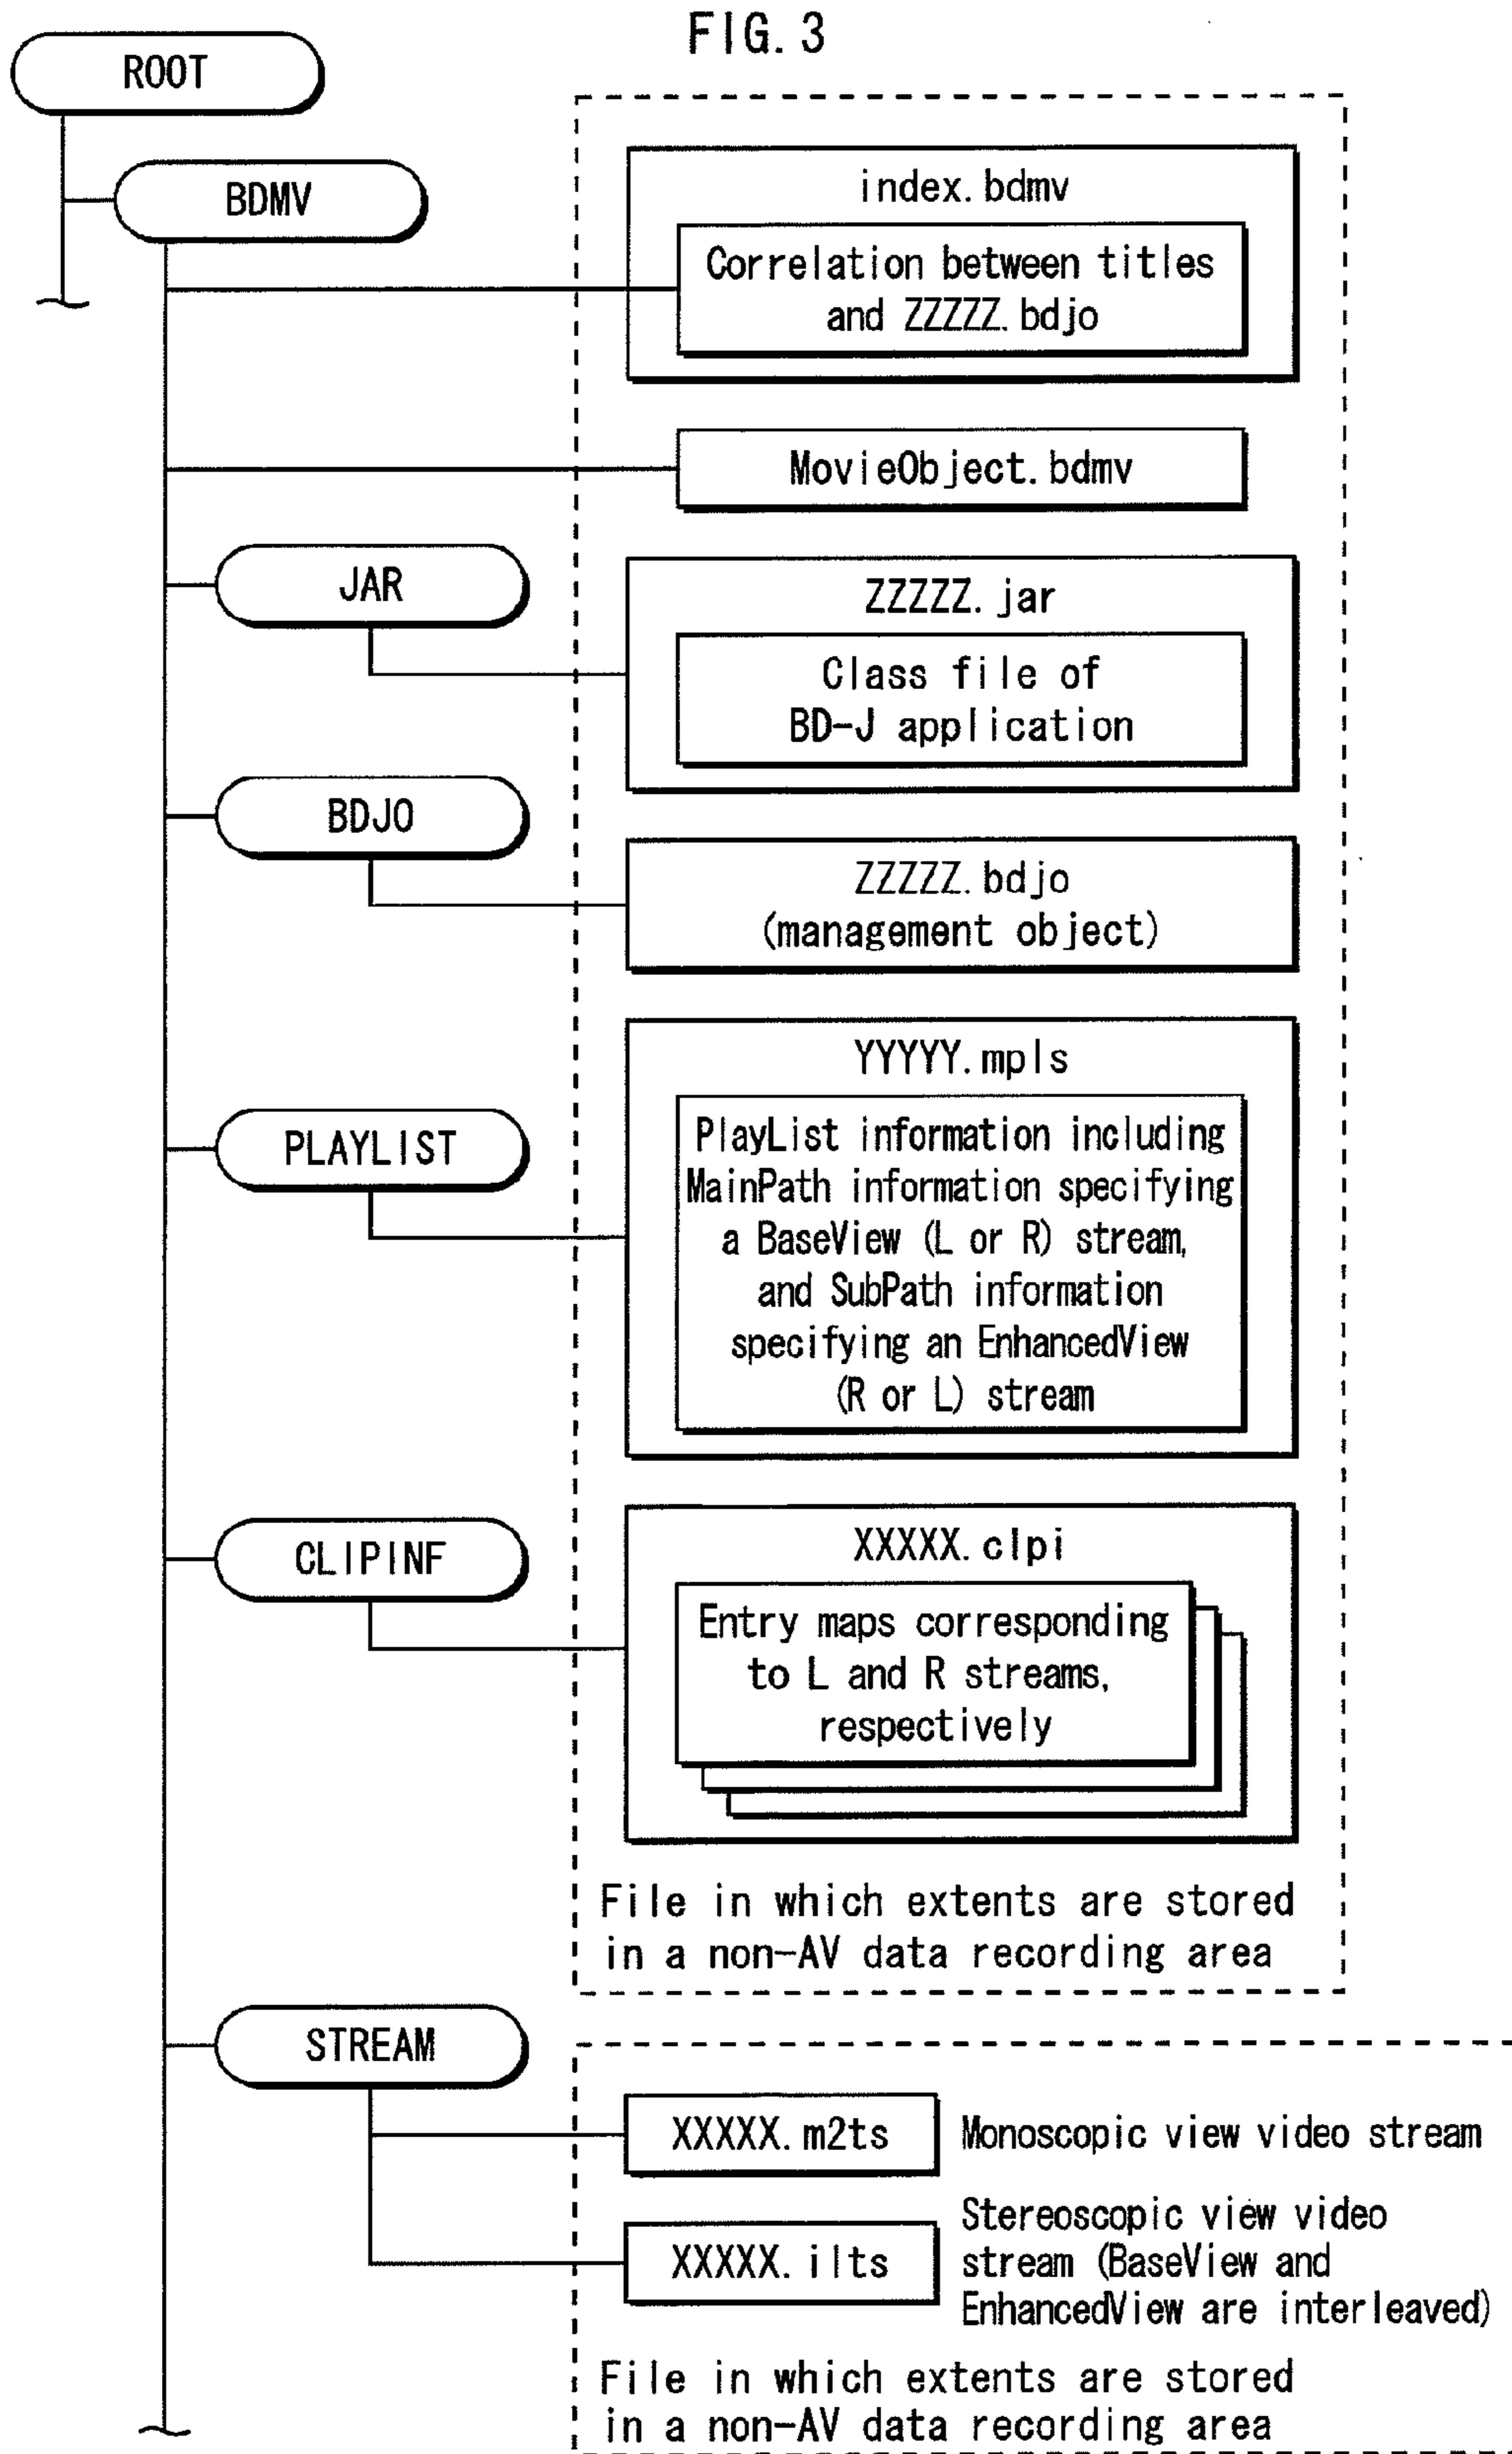 FIG. 3
ROOT
BDMV
index.bdmv
Correlation between titles
and ZZZZZ.bdjo
MovieObject.bdmv
JAR
ZZZZZ.jar
Class file of
BD-J application
BDJO
ZZZZZ.bdjo
(management object)
PLAYLIST
YYYYY.mpls
PlayList information including
MainPath information specifying
a BaseView (L or R) stream,
and SubPath information
specifying an EnhancedView
(R or L) stream
CLIPINF
XXXXX.clpi
Entry maps corresponding
to L and R streams,
respectively
File in which extents are stored
in a non-AV data recording area
STREAM
XXXXX.m2ts
Monoscopic view video stream
XXXXX.ilts
Stereoscopic view video
stream (BaseView and
EnhancedView are interleaved)
File in which extents are stored
in a non-AV data recording area